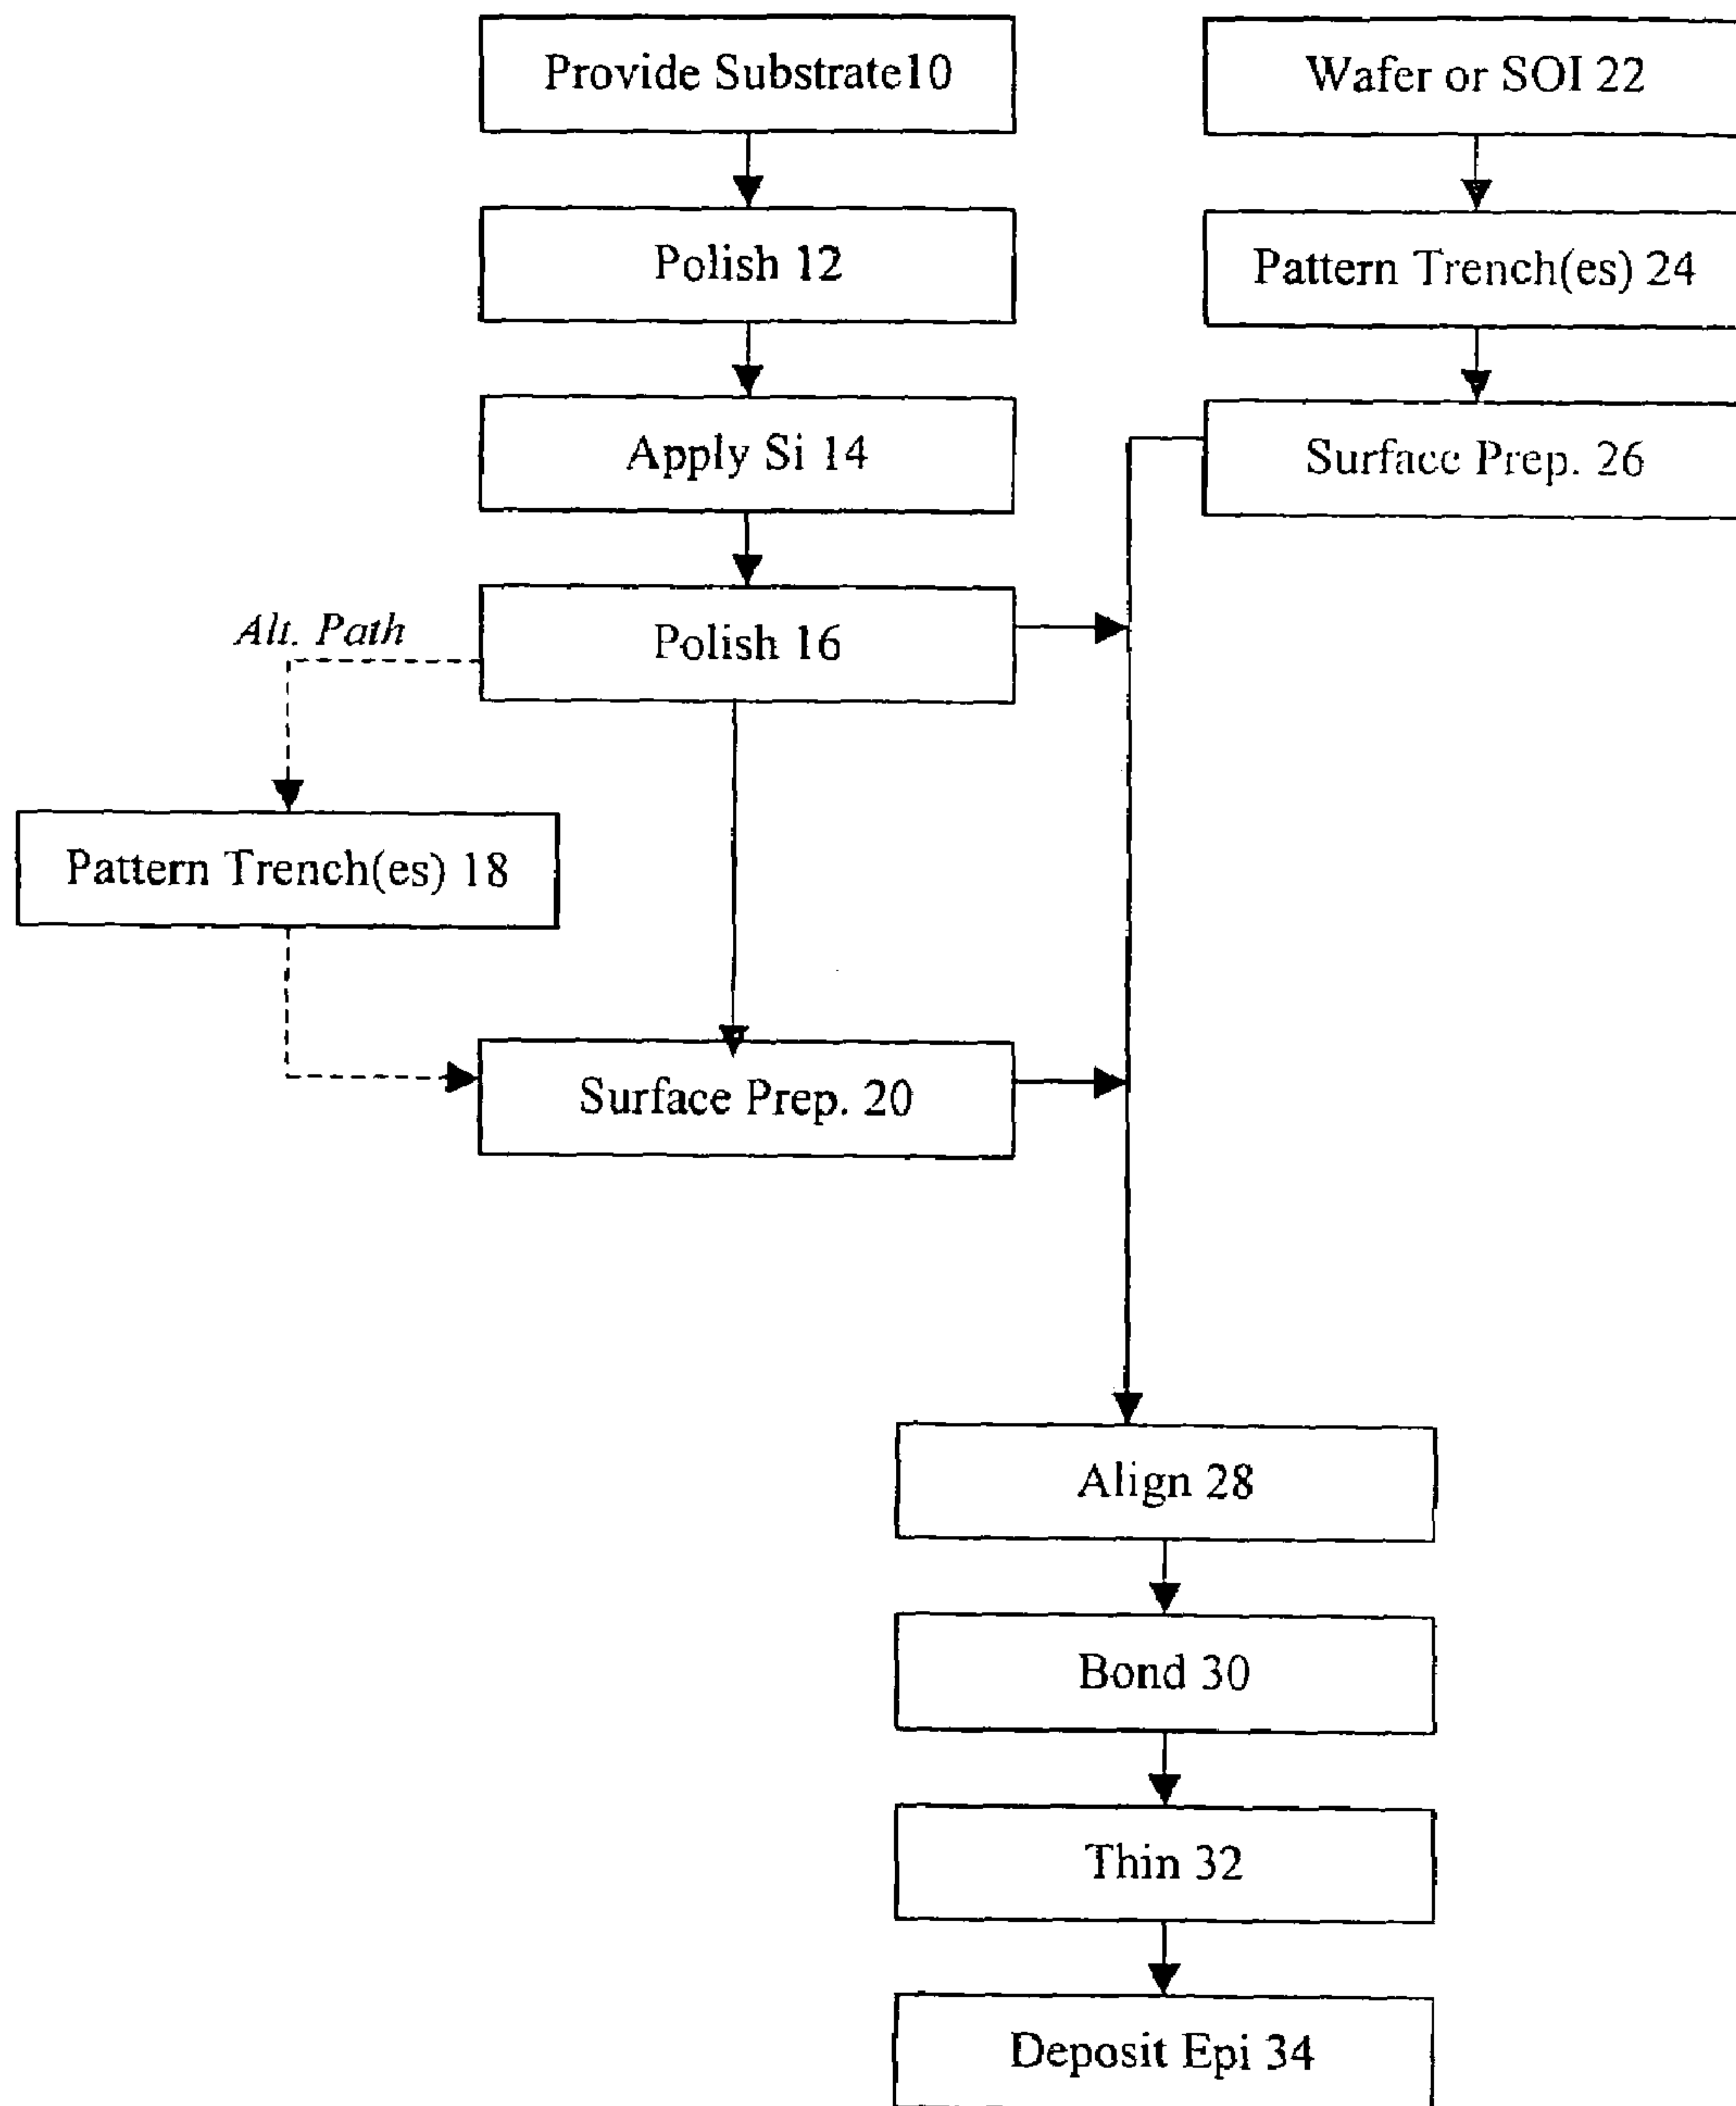 Provide Substrate10
Wafer or SOI 22
Polish 12
Pattern Trench(es) 24
Apply Si 14
Surface Prep. 26
Alt. Path
Polish 16
Pattern Trench(es) 18
Surface Prep. 20
Align 28
Bond 30
Thin 32
Deposit Epi 34